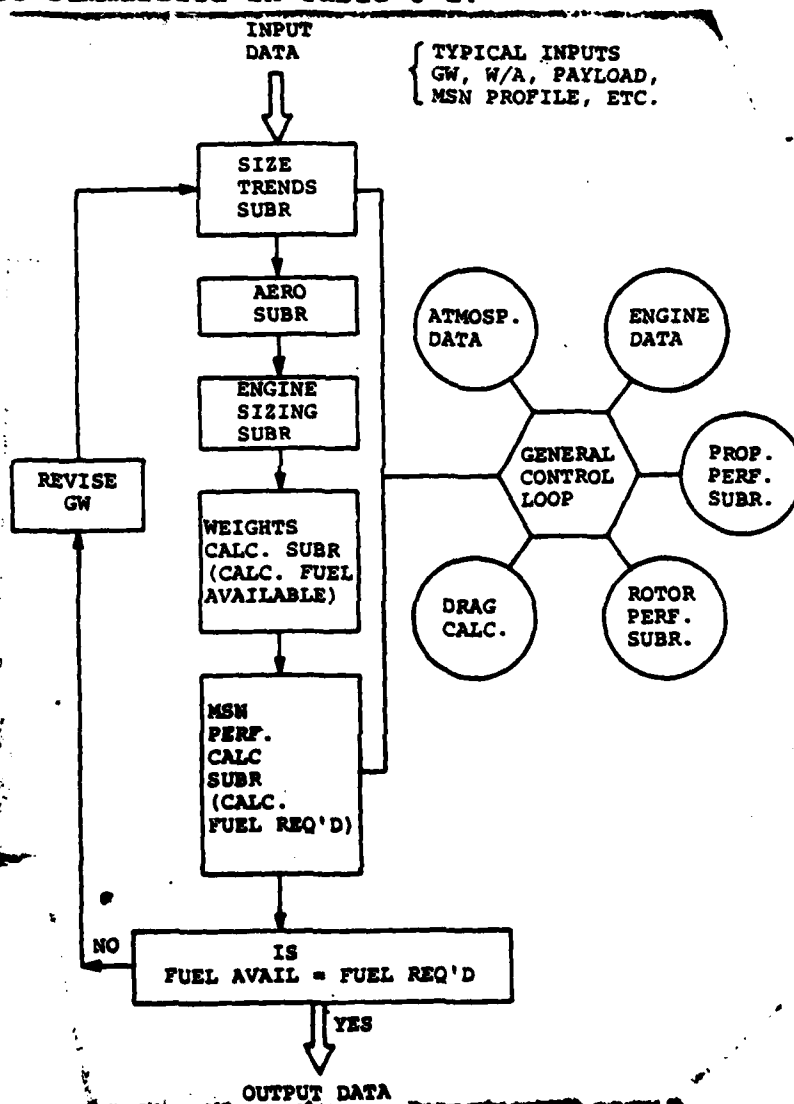 INPUT
DATA
TYPICAL INPUTS
GW, W/A, PAYLOAD,
MSN PROFILE, ETC.
SIZE
TRENDS
SUBR
AERO
SUBR
ENGINE
SIZING
SUBR
WEIGHTS
CALC. SUBR
(CALC. FUEL
AVAILABLE)
MSN
PERF.
CALC
SUBR
(CALC.
FUEL REQ'D)
REVISE
GW
ATMOSP.
DATA
ENGINE
DATA
GENERAL
CONTROL
LOOP
PROP.
PERF.
SUBR.
DRAG
CALC.
ROTOR
PERF.
SUBR.
NO
IS
FUEL AVAIL = FUEL REQ'D
YES
OUTPUT DATA